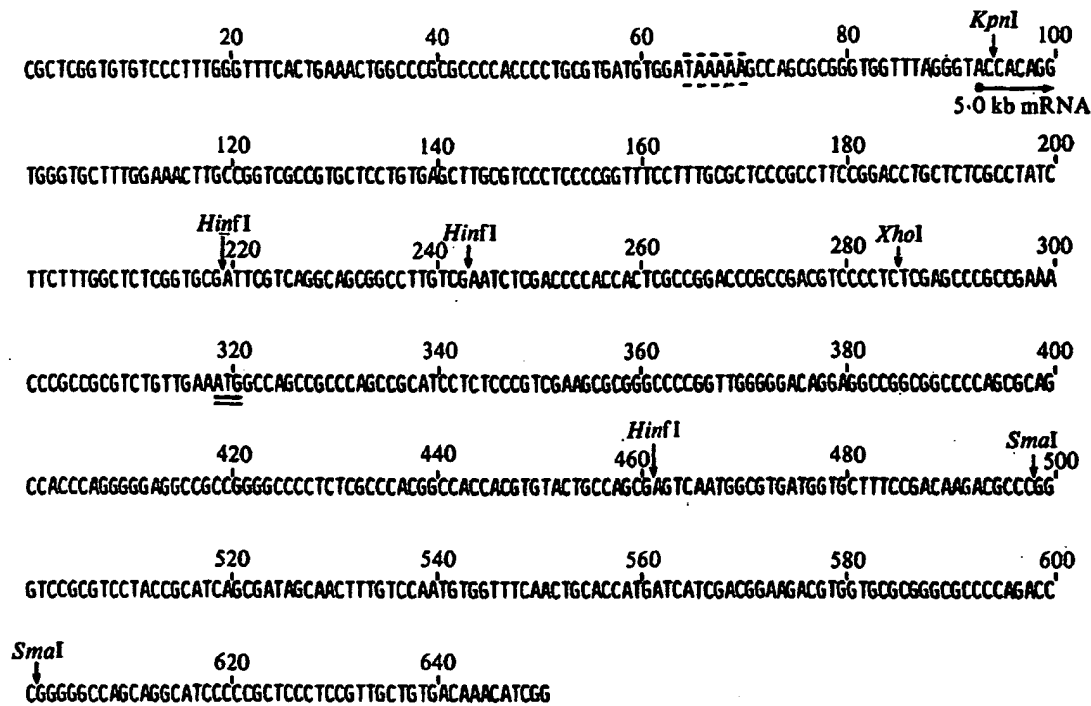 KpnI
20 40 60 80 100
CGCTCGGTGTGTCCCTTTGGGTTTCACTGAAACTGGCCCGCGCCCCACCCCTGCGTGATGTGGATAAAAAGCCAGCGCGGGTGGTTTAGGGTACCACAGG
5·0 kb mRNA
120 140 160 180 200
TGGGTGCTTTGGAAACTTGCCGGTCGCCGTGCTCCTGTGAGCTTGCGTCCCTCCCCGGTTTCCTTTGCGCTCCCGCCTTCCGGACCTGCTCTCGCCTATC
HinfI HinfI XhoI
220 240 260 280 300
TTCTTTGGCTCTCGGTGCGATTCGTCAGGCAGCGGCCTTGTCGAATCTCGACCCCACCACTCGCCGGACCCGCCGACGTCCCCTCTCGAGCCCGCCGAAA
320 340 360 380 400
CCCGCCGCGTCTGTTGAAATGGCCAGCCGCCCAGCCGCATCCTCTCCCGTCGAAGCGCGGGCCCCGGTTGGGGGACAGGAGGCCGGCGGCCCCAGCGCAG
HinfI SmaI
420 440 460 480 500
CCACCCAGGGGGAGGCCGCCGGGGCCCCTCTCGCCCACGGCCACCACGTGTACTGCCAGCGAGTCAATGGCGTGATGGTGCTTTCCGACAAGACGCCCGG
520 540 560 580 600
GTCCGCGTCCTACCGCATCAGCGATAGCAACTTTGTCCAATGTGGTTTCAACTGCACCATGATCATCGACGGAAGACGTGGTGCGCGGGCGCCCCAGACC
SmaI
620 640
CGGGGGCCAGCAGGCATCCCCCGCTCCCTCCGTTGCTGTGACAAACATCGG